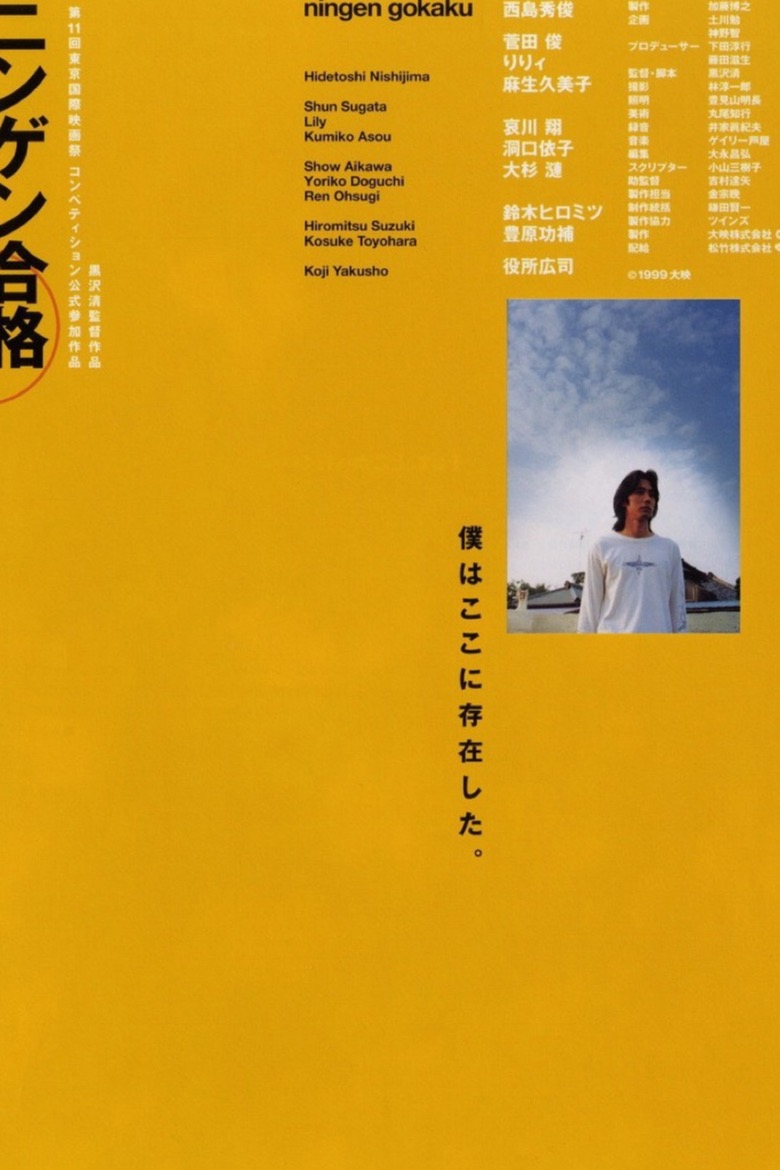 ニンゲン合格
第11回東京国際映画祭 コンペティション公式参加作品
黒沢清監督作品
ningen gokaku
Hidetoshi Nishijima
Shun Sugata
Lily
Kumiko Asou
Show Aikawa
Yoriko Doguchi
Ren Ohsugi
Hiromitsu Suzuki
Kosuke Toyohara
Koji Yakusho
西島秀俊
菅田 俊
りりィ
麻生久美子
哀川 翔
洞口依子
大杉 漣
鈴木ヒロミツ
豊原功補
役所広司
製作 加藤博之
企画 土川勉
神野智
プロデューサー 下田淳行
藤田滋生
監督・脚本 黒沢清
撮影 林淳一郎
照明 豊見山明長
美術 丸尾知行
録音 井家眞紀夫
音楽 ゲイリー芦屋
編集 大永昌弘
スクリプター 小山三樹子
助監督 吉村達矢
製作担当 金宗晩
制作統括 鎌田賢一
製作協力 ツインズ
製作 大映株式会社
配給 松竹株式会社
©1999大映
僕はここに存在した。